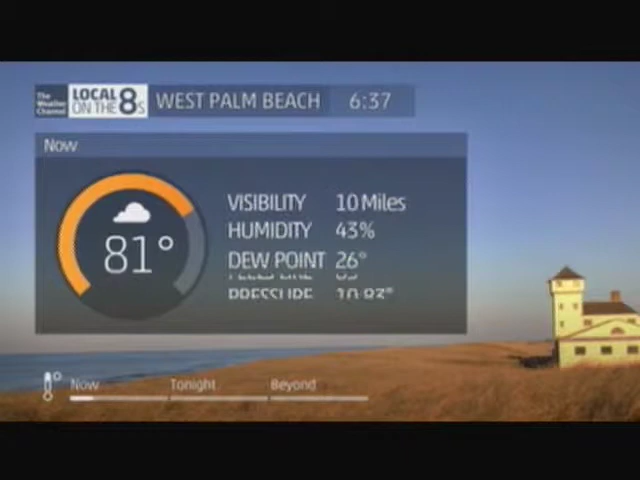 The Weather Channel
LOCAL ON THE 8s
WEST PALM BEACH 6:37
Now
81°
VISIBILITY 10 Miles
HUMIDITY 43%
DEW POINT 26°
PRESSURE
Now Tonight Beyond